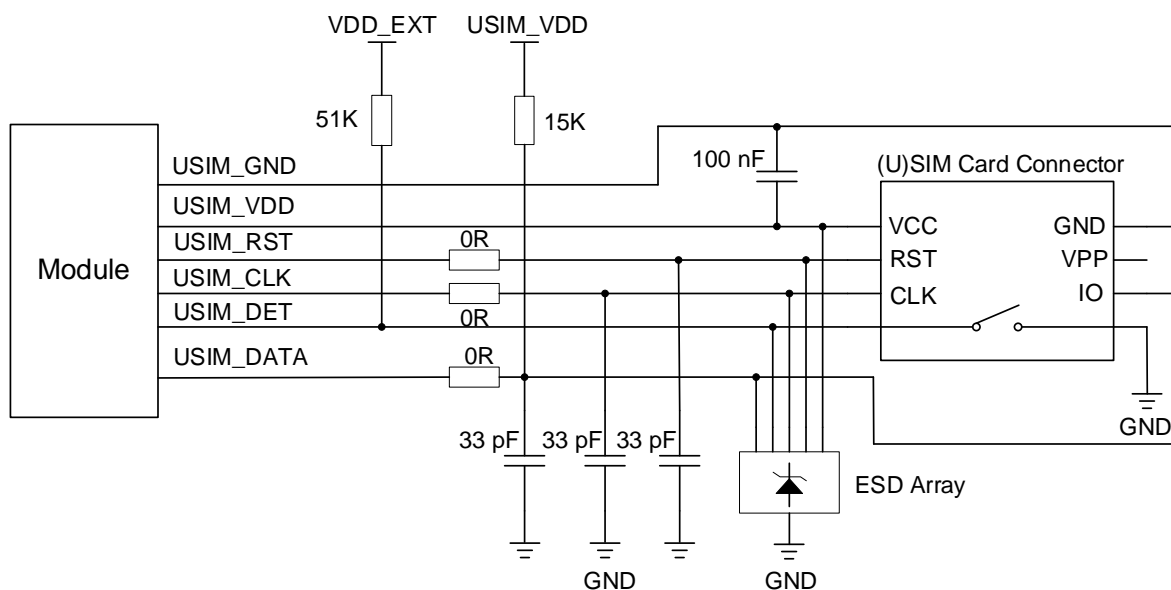 VDD_EXT USIM_VDD
51K 15K
100 nF
(U)SIM Card Connector
USIM_GND
USIM_VDD
VCC GND
USIM_RST 0R
RST VPP
Module
USIM_CLK
CLK IO
USIM_DET 0R
USIM_DATA 0R
GND
33 pF 33 pF 33 pF
ESD Array
GND GND